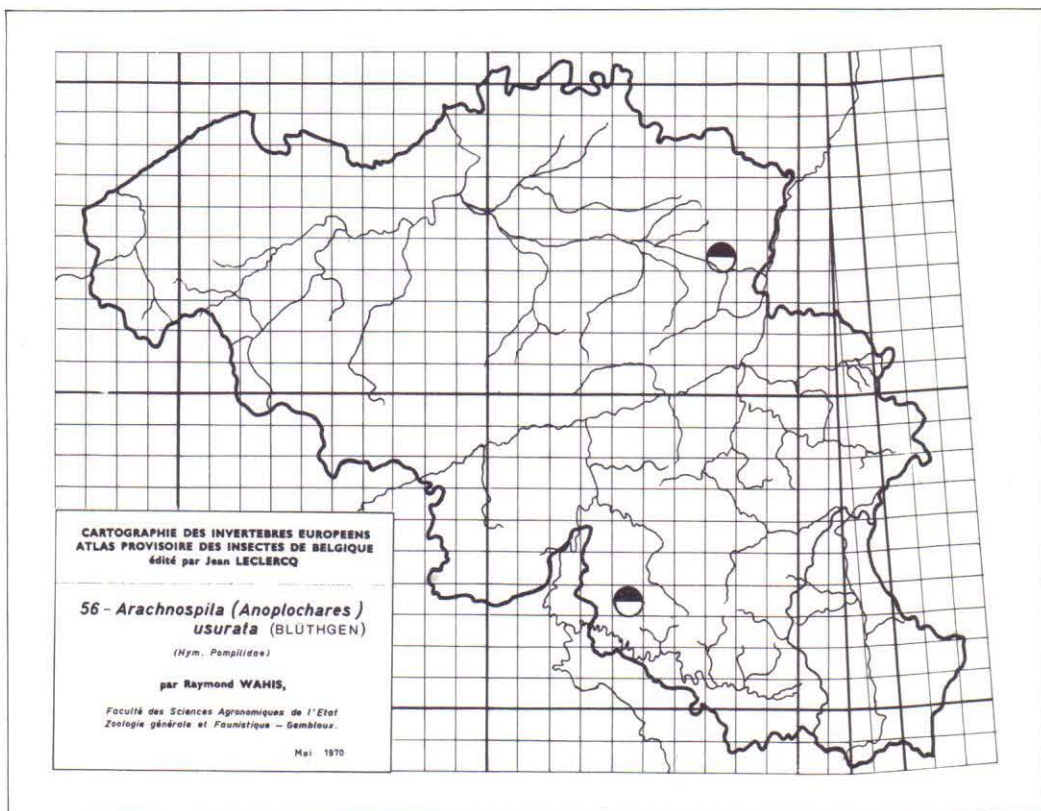 CARTOGRAPHIE DES INVERTEBRES EUROPEENS
ATLAS PROVISOIRE DES INSECTES DE BELGIQUE
édité par Jean LECLERCQ
56 – Arachnospila (Anoplochares)
usurata (BLÜTHGEN)
(Hym. Pompilidae)
par Raymond WAHIS,
Faculté des Sciences Agronomiques de l'Etat
Zoologie générale et Faunistique – Gembloux.
Mai 1970